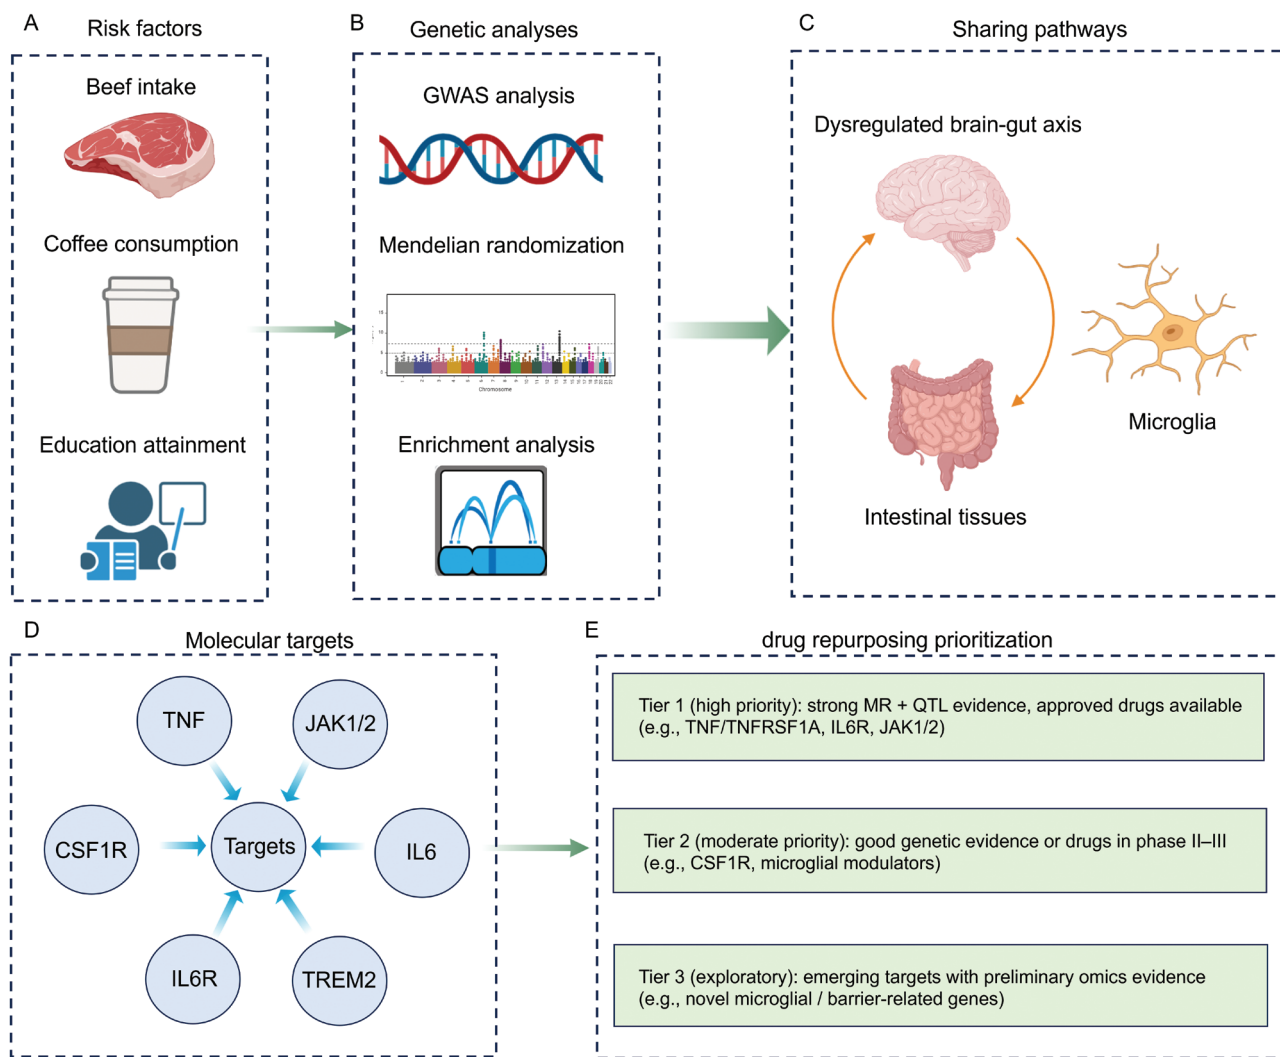 A
Risk factors
Beef intake
Coffee consumption
Education attainment
B
Genetic analyses
GWAS analysis
Mendelian randomization
Chromosome
Enrichment analysis
C
Sharing pathways
Dysregulated brain-gut axis
Microglia
Intestinal tissues
D
Molecular targets
TNF
JAK1/2
CSF1R
Targets
IL6
IL6R
TREM2
E
drug repurposing prioritization
Tier 1 (high priority): strong MR + QTL evidence, approved drugs available
(e.g., TNF/TNFRSF1A, IL6R, JAK1/2)
Tier 2 (moderate priority): good genetic evidence or drugs in phase II–III
(e.g., CSF1R, microglial modulators)
Tier 3 (exploratory): emerging targets with preliminary omics evidence
(e.g., novel microglial / barrier-related genes)